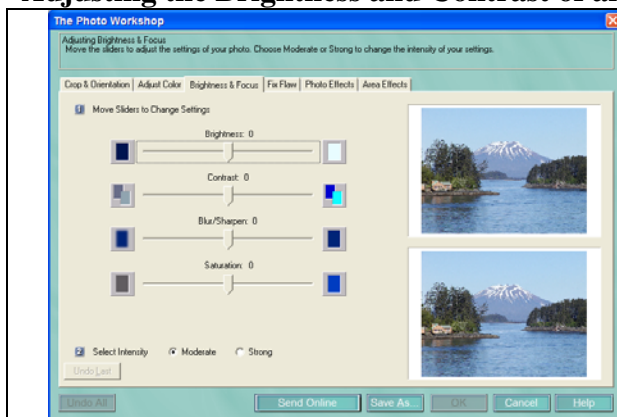 Adjusting the Brightness and Contrast of an
The Photo Workshop
Adjusting Brightness & Focus
Move the sliders to adjust the settings of your photo. Choose Moderate or Strong to change the intensity of your settings.
Crop & Orientation Adjust Color Brightness & Focus Fix Flaw Photo Effects Area Effects
1 Move Sliders to Change Settings
Brightness: 0
Contrast: 0
Blur/Sharpen: 0
Saturation: 0
2 Select Intensity Moderate Strong
Undo Last
Undo All Send Online Save As... OK Cancel Help